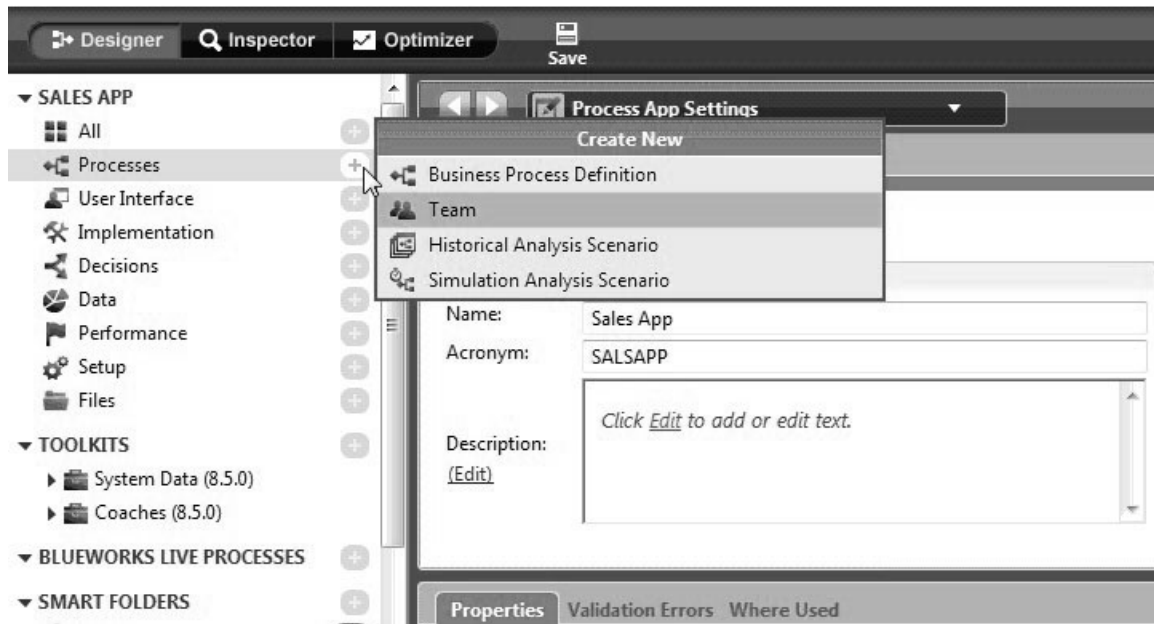 Designer Inspector Optimizer Save
SALES APP
All
Processes
User Interface
Implementation
Decisions
Data
Performance
Setup
Files
TOOLKITS
System Data (8.5.0)
Coaches (8.5.0)
BLUEWORKS LIVE PROCESSES
SMART FOLDERS
Process App Settings
Create New
Business Process Definition
Team
Historical Analysis Scenario
Simulation Analysis Scenario
Name: Sales App
Acronym: SALSAPP
Description:
(Edit)
Click Edit to add or edit text.
Properties Validation Errors Where Used